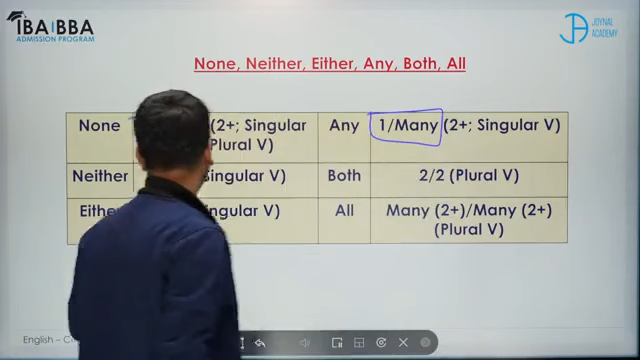 IBA BBA
ADMISSION PROGRAM
JOYNAL
ACADEMY
None, Neither, Either, Any, Both, All
None (2+; Singular Any 1/Many (2+; Singular V)
Plural V)
Neither Singular V) Both 2/2 (Plural V)
Either Singular V) All Many (2+)/Many (2+)
(Plural V)
English –